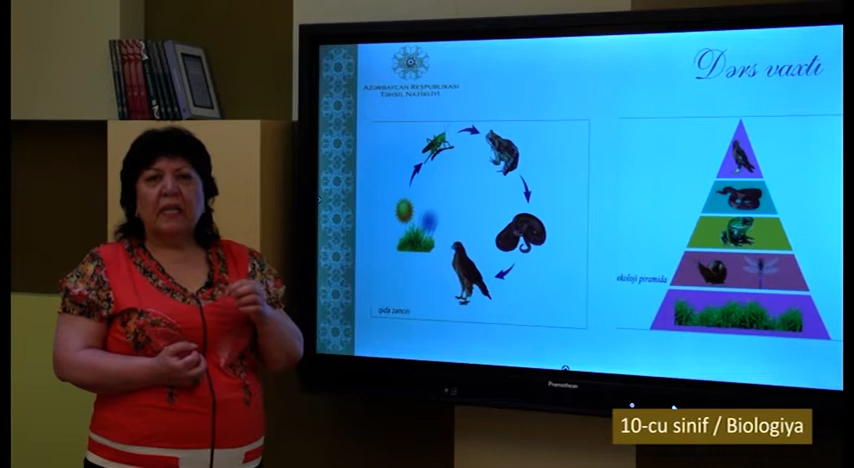 AZƏRBAYCAN RESPUBLİKASI
TƏHSİL NAZİRLİYİ
Dərs vaxtı
ekoloji piramida
qida zənciri
Promethean
10-cu sinif / Biologiya